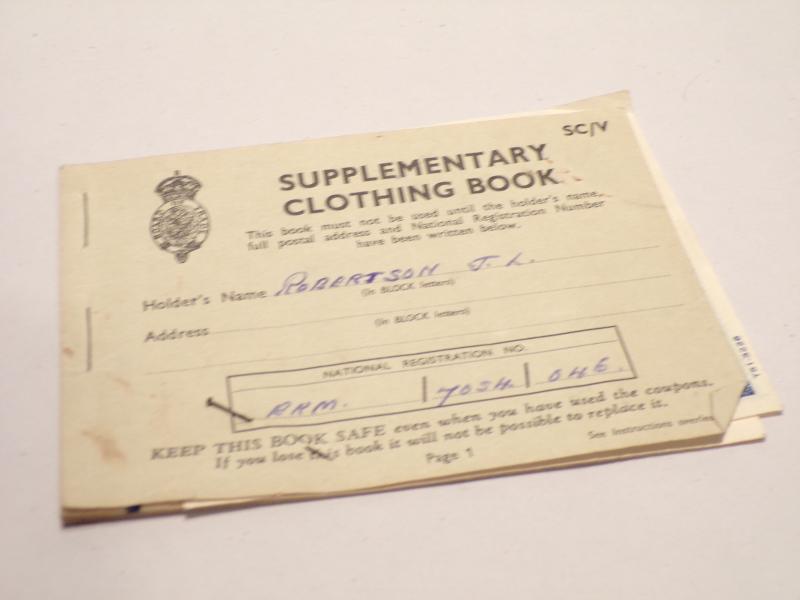 SC/V
SUPPLEMENTARY
CLOTHING BOOK
This book must not be used until the holder's name,
full postal address and National Registration Number
have been written below.
Holder's Name ROBERTSON J. L.
(in BLOCK letters)
Address
(in BLOCK letters)
NATIONAL REGISTRATION NO.
KEEP THIS BOOK SAFE even when you have used the coupons.
If you lose this book it will not be possible to replace it.
Page 1
See instructions overleaf